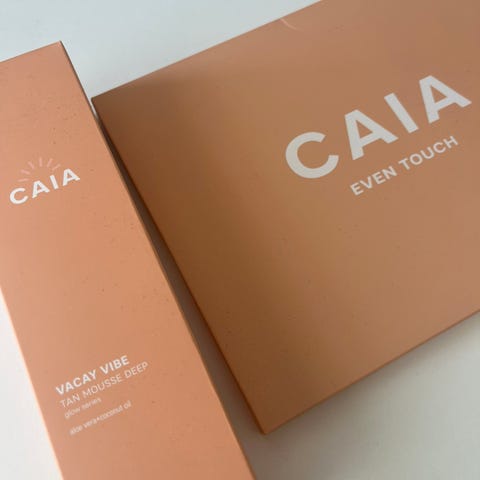 CAIA
VACAY VIBE
TAN MOUSSE DEEP
glow series
aloe vera+coconut oil
CAIA
EVEN TOUCH